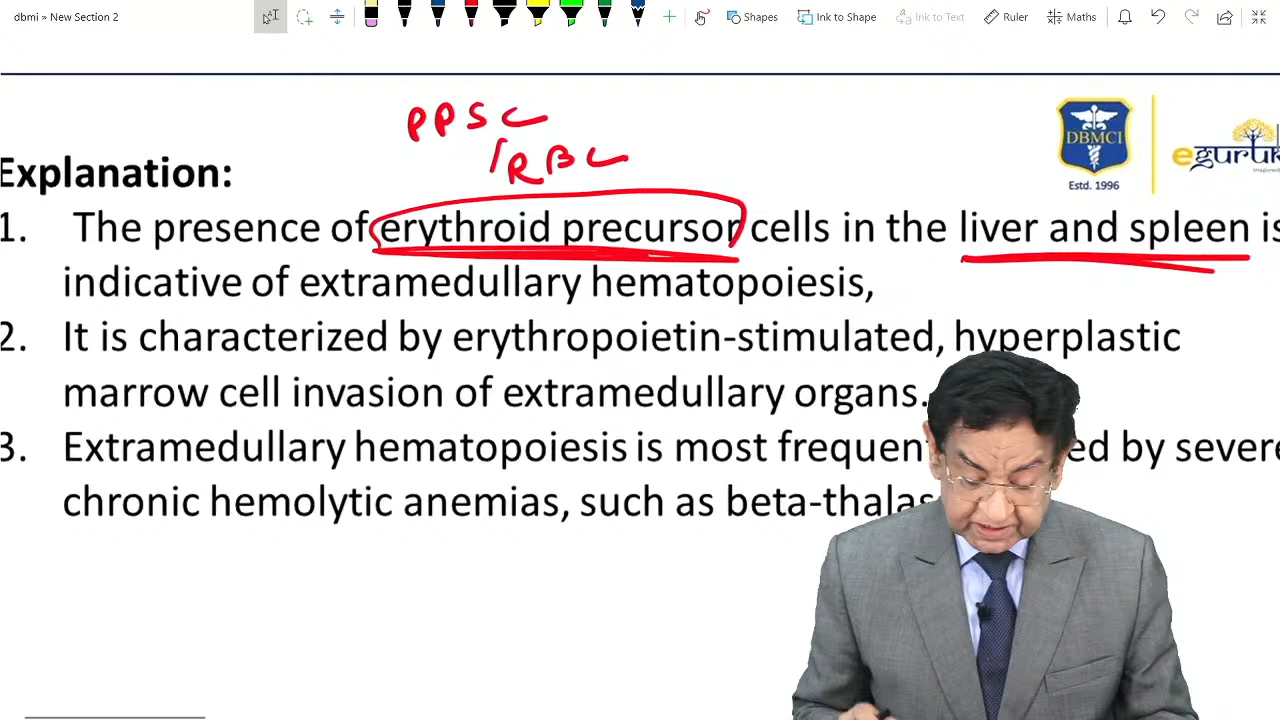 dbmi » New Section 2
Shapes
Ink to Shape
Ink to Text
Ruler
Maths
PPSC
RBC
DBMCI
Estd. 1996
Explanation:
1. The presence of erythroid precursor cells in the liver and spleen is
indicative of extramedullary hematopoiesis,
2. It is characterized by erythropoietin-stimulated, hyperplastic
marrow cell invasion of extramedullary organs.
3. Extramedullary hematopoiesis is most frequen ed by severe
chronic hemolytic anemias, such as beta-thalas